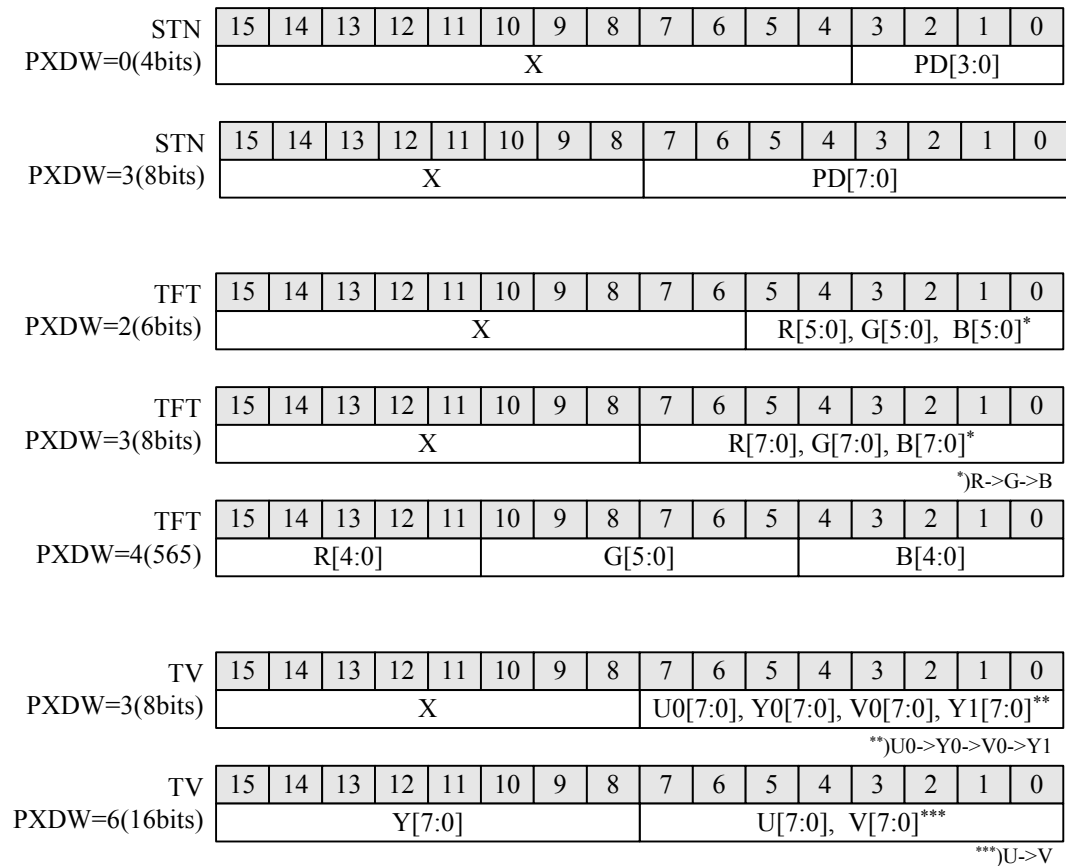 STN 15 14 13 12 11 10 9 8 7 6 5 4 3 2 1 0
PXDW=0(4bits) X PD[3:0]
STN 15 14 13 12 11 10 9 8 7 6 5 4 3 2 1 0
PXDW=3(8bits) X PD[7:0]
TFT 15 14 13 12 11 10 9 8 7 6 5 4 3 2 1 0
PXDW=2(6bits) X R[5:0], G[5:0], B[5:0]*
TFT 15 14 13 12 11 10 9 8 7 6 5 4 3 2 1 0
PXDW=3(8bits) X R[7:0], G[7:0], B[7:0]*
*)R->G->B
TFT 15 14 13 12 11 10 9 8 7 6 5 4 3 2 1 0
PXDW=4(565) R[4:0] G[5:0] B[4:0]
TV 15 14 13 12 11 10 9 8 7 6 5 4 3 2 1 0
PXDW=3(8bits) X U0[7:0], Y0[7:0], V0[7:0], Y1[7:0]**
**)U0->Y0->V0->Y1
TV 15 14 13 12 11 10 9 8 7 6 5 4 3 2 1 0
PXDW=6(16bits) Y[7:0] U[7:0], V[7:0]***
***)U->V